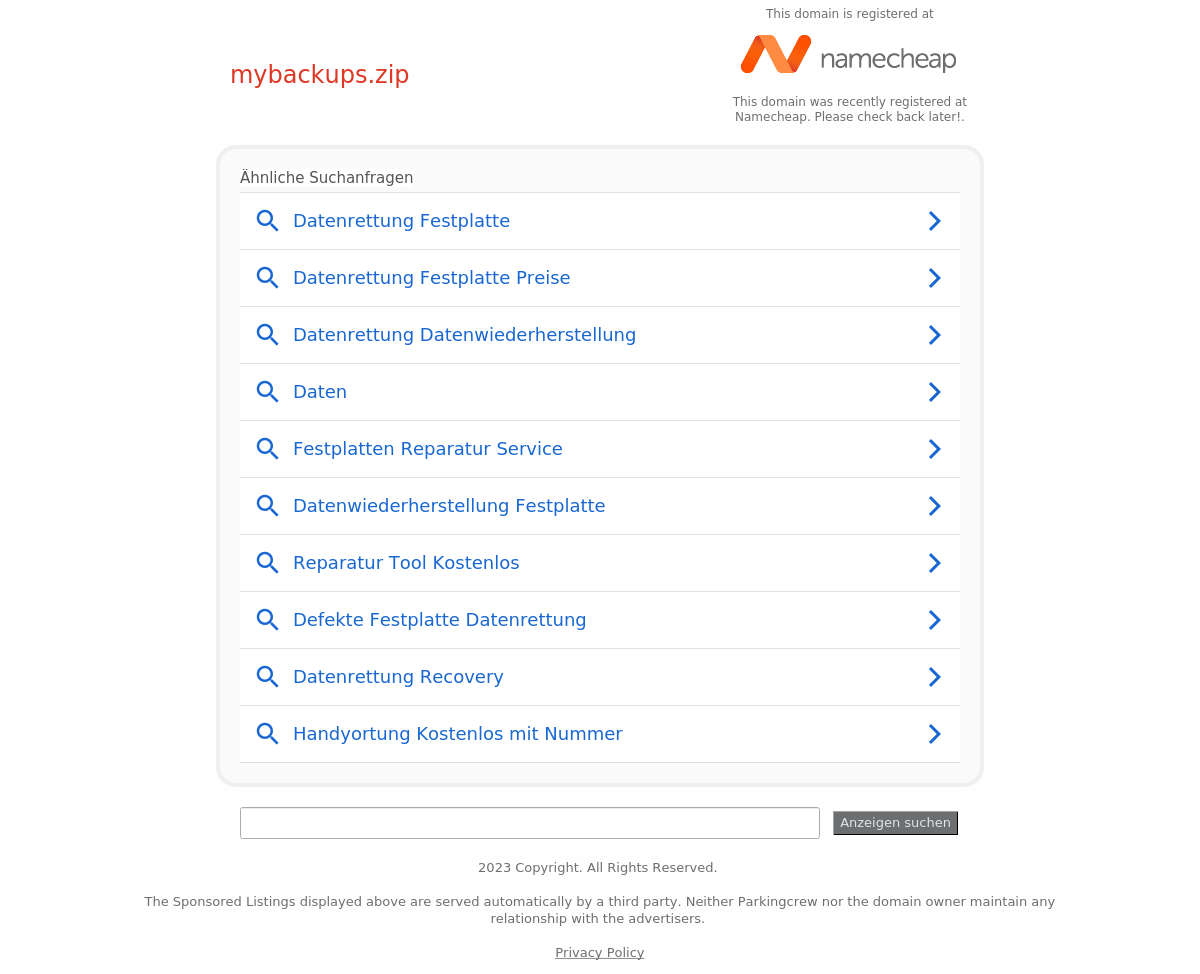 This domain is registered at
namecheap
mybackups.zip
This domain was recently registered at
Namecheap. Please check back later!.
Ähnliche Suchanfragen
Datenrettung Festplatte
Datenrettung Festplatte Preise
Datenrettung Datenwiederherstellung
Daten
Festplatten Reparatur Service
Datenwiederherstellung Festplatte
Reparatur Tool Kostenlos
Defekte Festplatte Datenrettung
Datenrettung Recovery
Handyortung Kostenlos mit Nummer
Anzeigen suchen
2023 Copyright. All Rights Reserved.
The Sponsored Listings displayed above are served automatically by a third party. Neither Parkingcrew nor the domain owner maintain any
relationship with the advertisers.
Privacy Policy